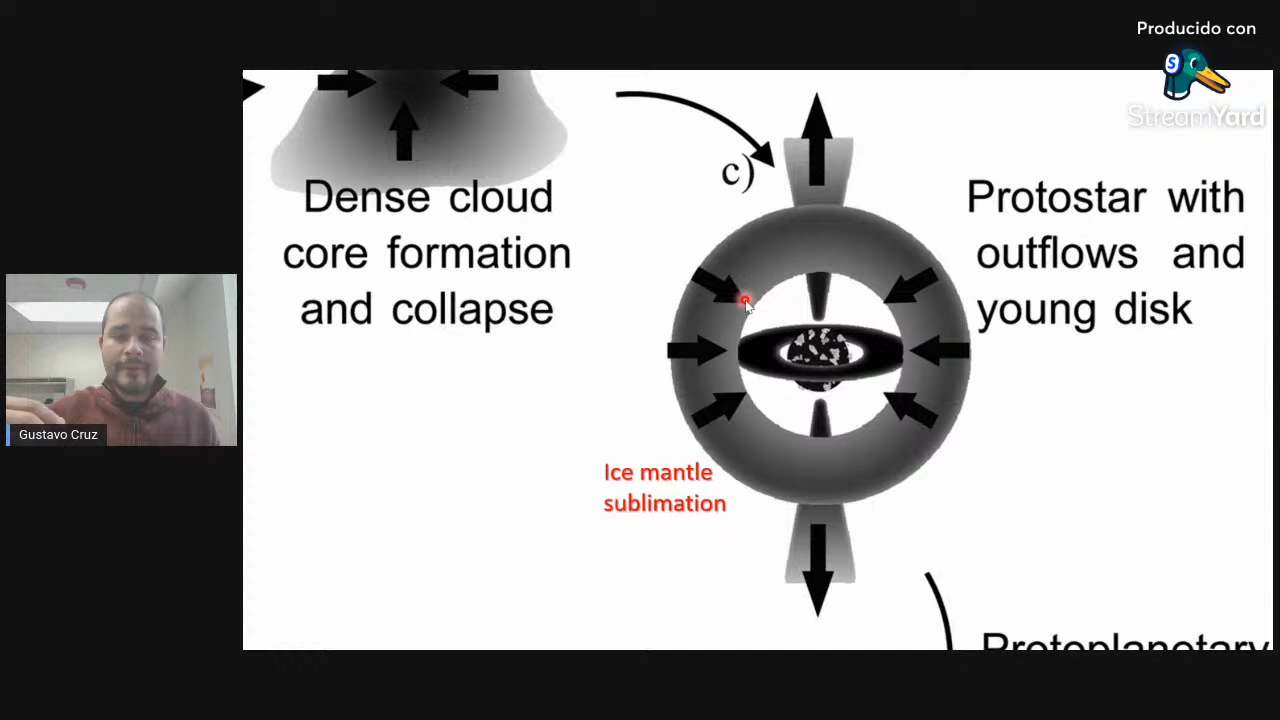 Producido con
S
StreamYard
c)
Dense cloud
core formation
and collapse
Protostar with
outflows and
young disk
Gustavo Cruz
Ice mantle
sublimation
Protoplanetary